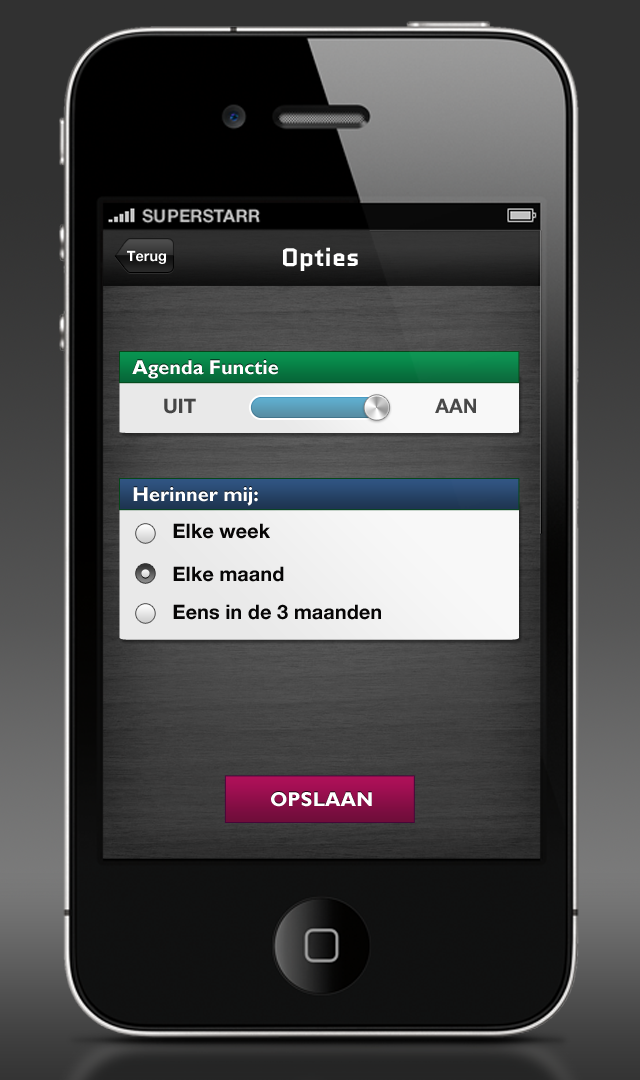 SUPERSTARR
Terug
Opties
Agenda Functie
UIT AAN
Herinner mij:
Elke week
Elke maand
Eens in de 3 maanden
OPSLAAN